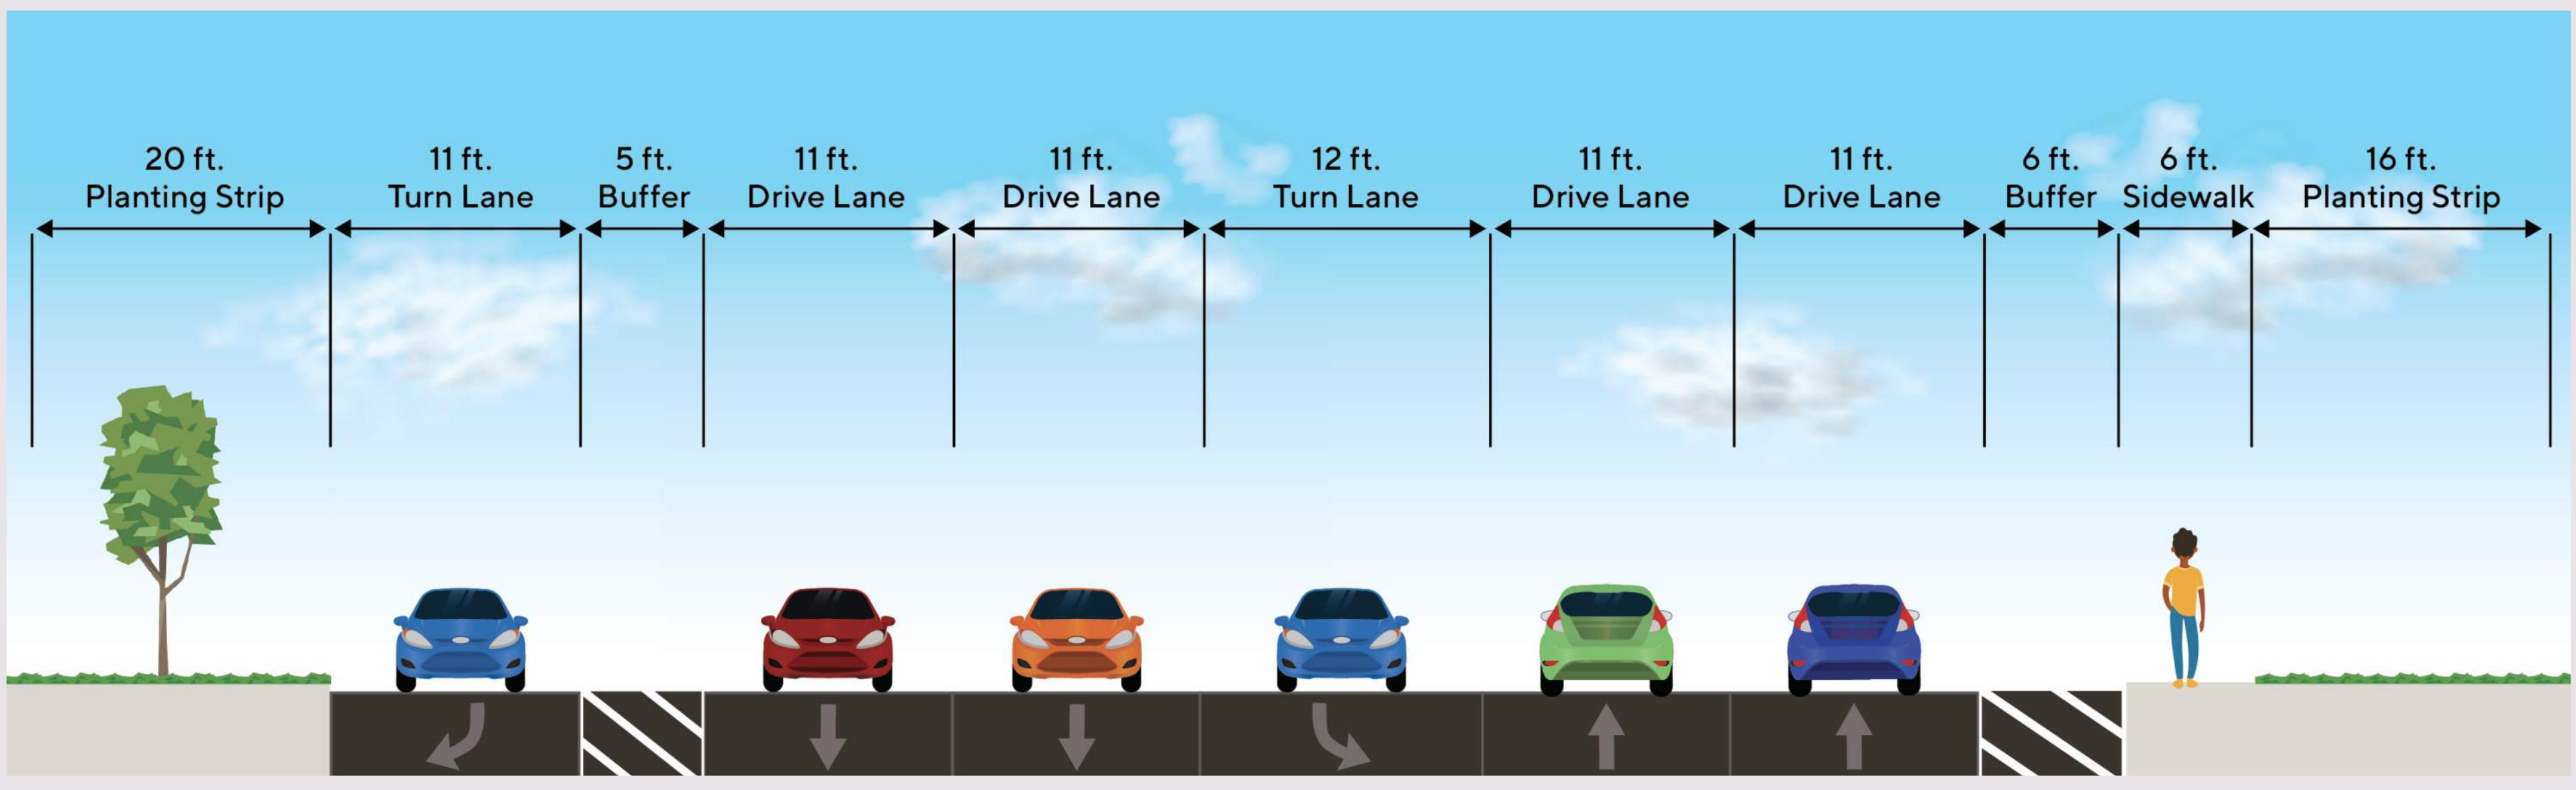 20 ft.
Planting Strip
11 ft.
Turn Lane
5 ft.
Buffer
11 ft.
Drive Lane
11 ft.
Drive Lane
12 ft.
Turn Lane
11 ft.
Drive Lane
11 ft.
Drive Lane
6 ft.
Buffer
6 ft.
Sidewalk
16 ft.
Planting Strip